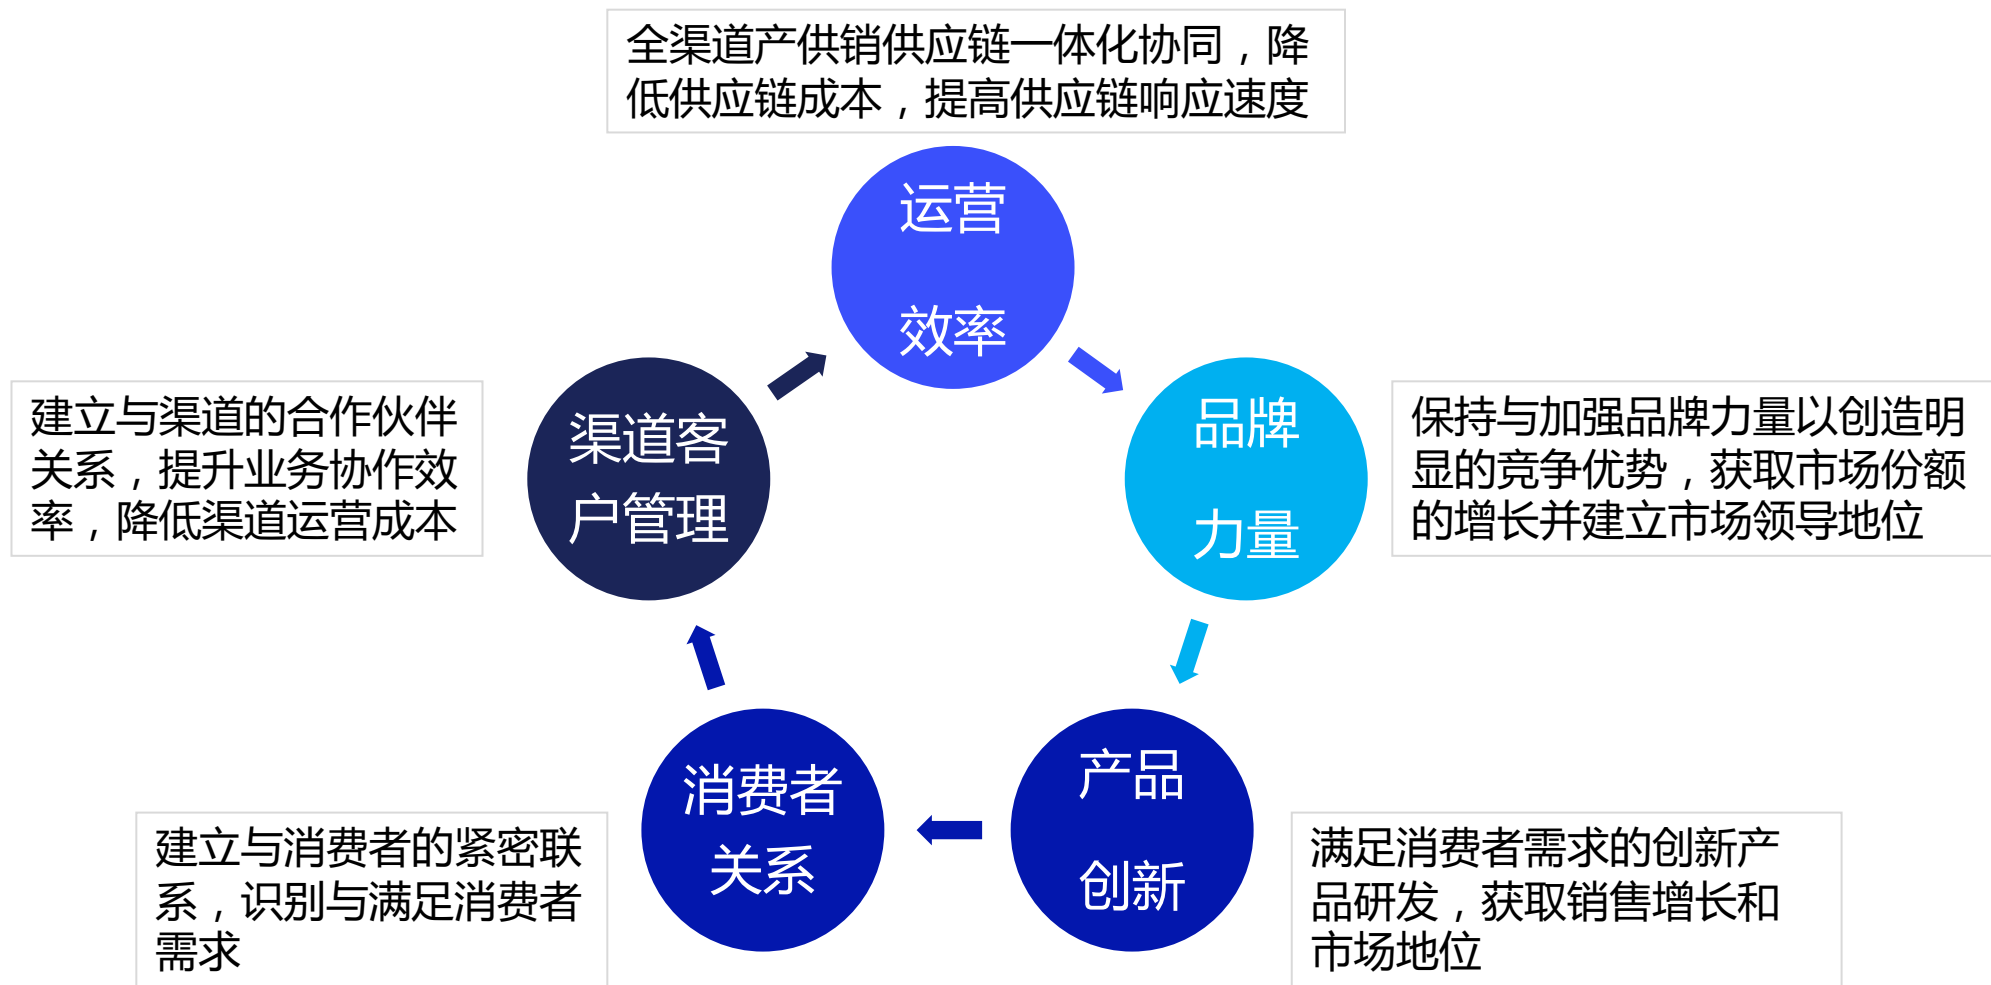 全渠道产供销供应链一体化协同，降
低供应链成本，提高供应链响应速度
运营
效率
建立与渠道的合作伙伴
关系，提升业务协作效
率，降低渠道运营成本
渠道客
户管理
品牌
力量
保持与加强品牌力量以创造明
显的竞争优势，获取市场份额
的增长并建立市场领导地位
建立与消费者的紧密联
系，识别与满足消费者
需求
消费者
关系
产品
创新
满足消费者需求的创新产
品研发，获取销售增长和
市场地位